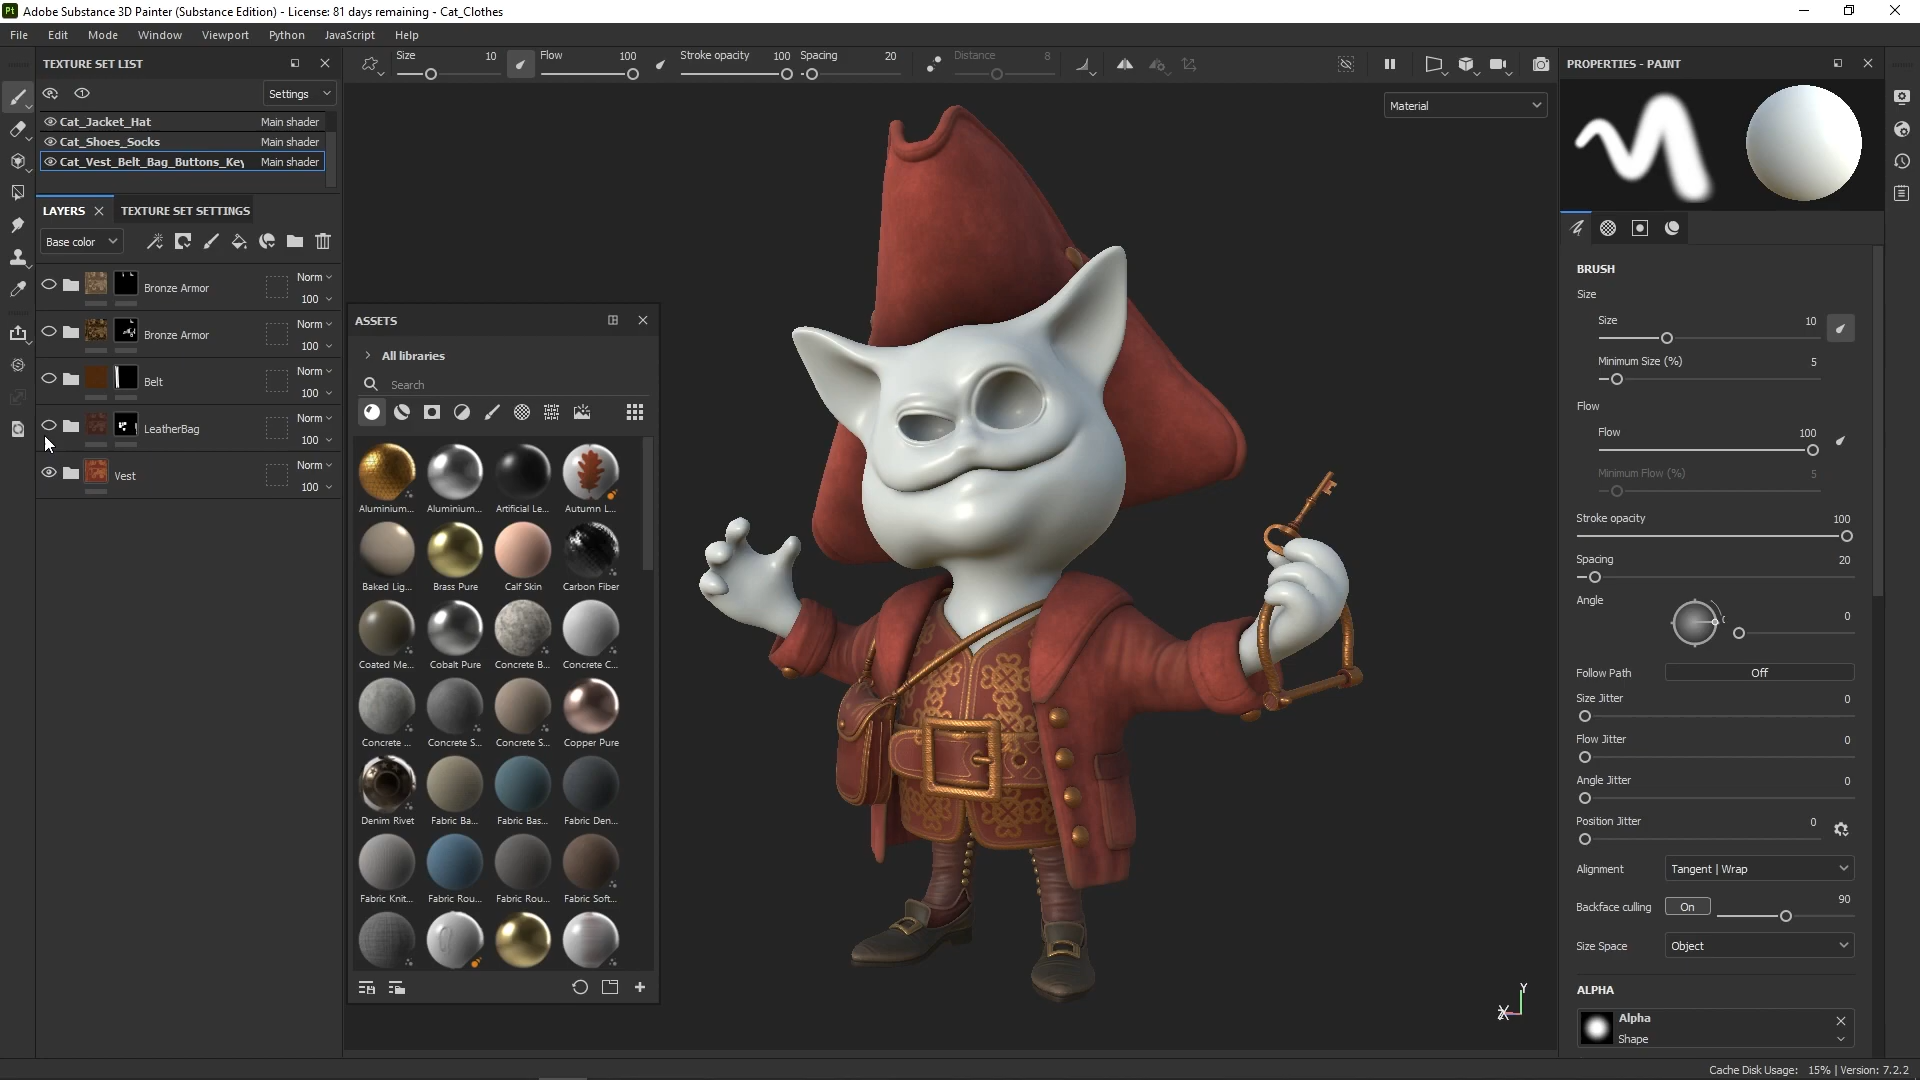 Pt Adobe Substance 3D Painter (Substance Edition) - License: 81 days remaining - Cat_Clothes
File Edit Mode Window Viewport Python JavaScript Help
TEXTURE SET LIST
Size 10 Flow 100 Stroke opacity 100 Spacing 20 Distance 8
PROPERTIES - PAINT
Settings
Material
Cat_Jacket_Hat Main shader
Cat_Shoes_Socks Main shader
Cat_Vest_Belt_Bag_Buttons_Key Main shader
LAYERS TEXTURE SET SETTINGS
Base color
Bronze Armor Norm 100
Bronze Armor Norm 100
Belt Norm 100
LeatherBag Norm 100
Vest Norm 100
ASSETS
All libraries
Search
Aluminium... Aluminium... Artificial Le... Autumn L...
Baked Lig... Brass Pure Calf Skin Carbon Fiber
Coated Me... Cobalt Pure Concrete B... Concrete C...
Concrete ... Concrete S... Concrete S... Copper Pure
Denim Rivet Fabric Ba... Fabric Bas... Fabric Den...
Fabric Knit... Fabric Rou... Fabric Rou... Fabric Soft...
Y
X
BRUSH
Size
Size 10
Minimum Size (%) 5
Flow
Flow 100
Minimum Flow (%) 5
Stroke opacity 100
Spacing 20
Angle 0
Follow Path Off
Size Jitter 0
Flow Jitter 0
Angle Jitter 0
Position Jitter 0
Alignment Tangent | Wrap
Backface culling On 90
Size Space Object
ALPHA
Alpha
Shape
Cache Disk Usage: 15% | Version: 7.2.2